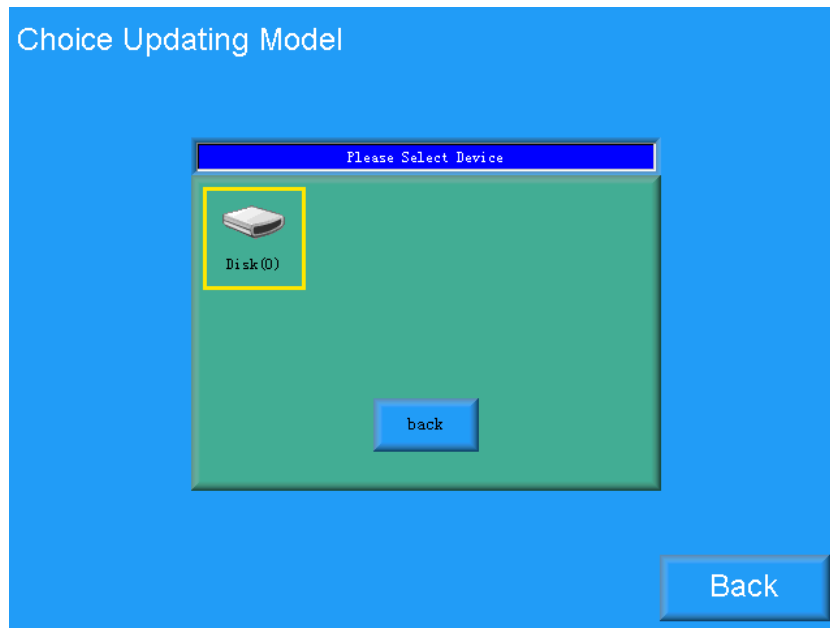 Choice Updating Model
Please Select Device
Disk(0)
back
Back